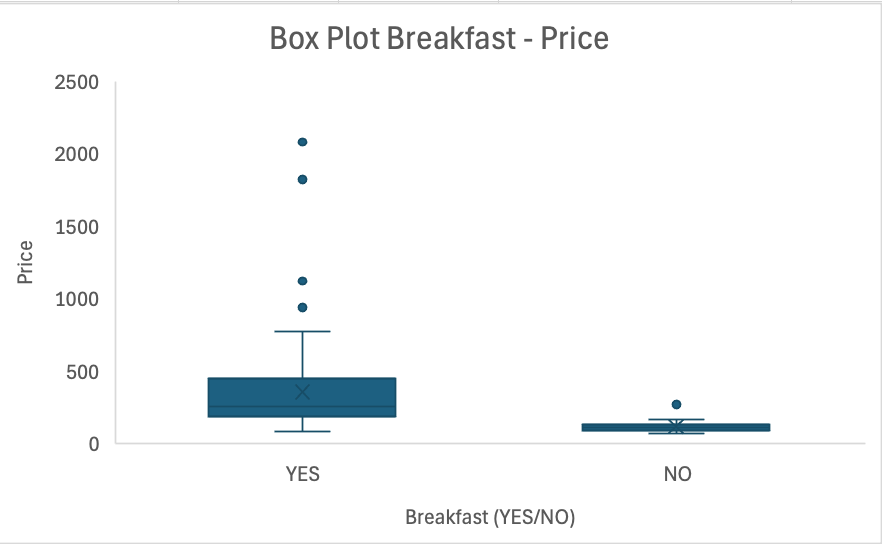 Box Plot Breakfast - Price
2500
2000
1500
1000
500
0
Price
YES
NO
Breakfast (YES/NO)